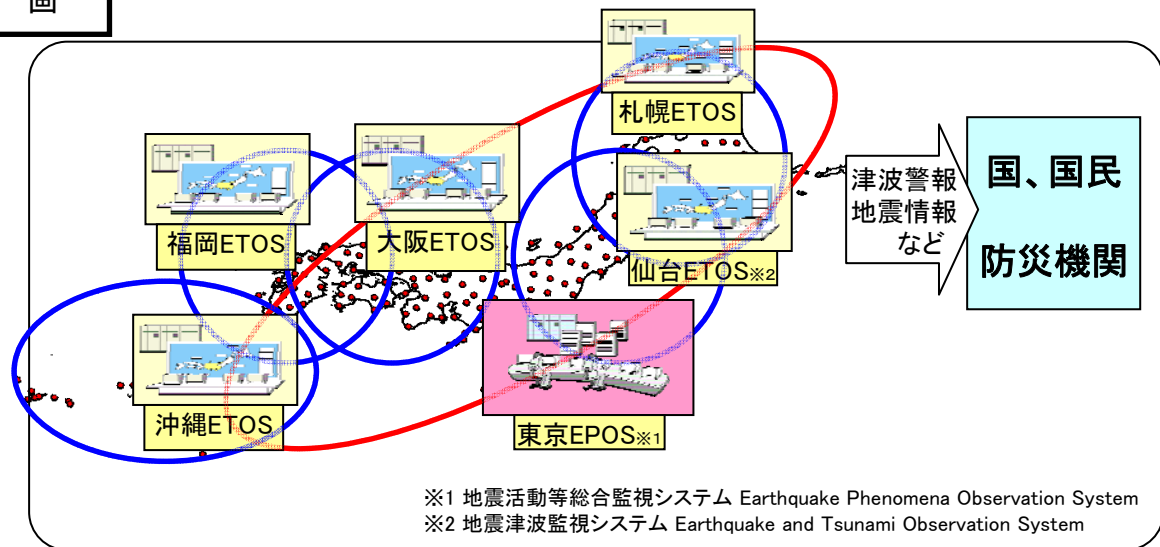 画
札幌ETOS
福岡ETOS
大阪ETOS
仙台ETOS※2
沖縄ETOS
東京EPOS※1
津波警報
地震情報
など
国、国民
防災機関
※1 地震活動等総合監視システム Earthquake Phenomena Observation System
※2 地震津波監視システム Earthquake and Tsunami Observation System